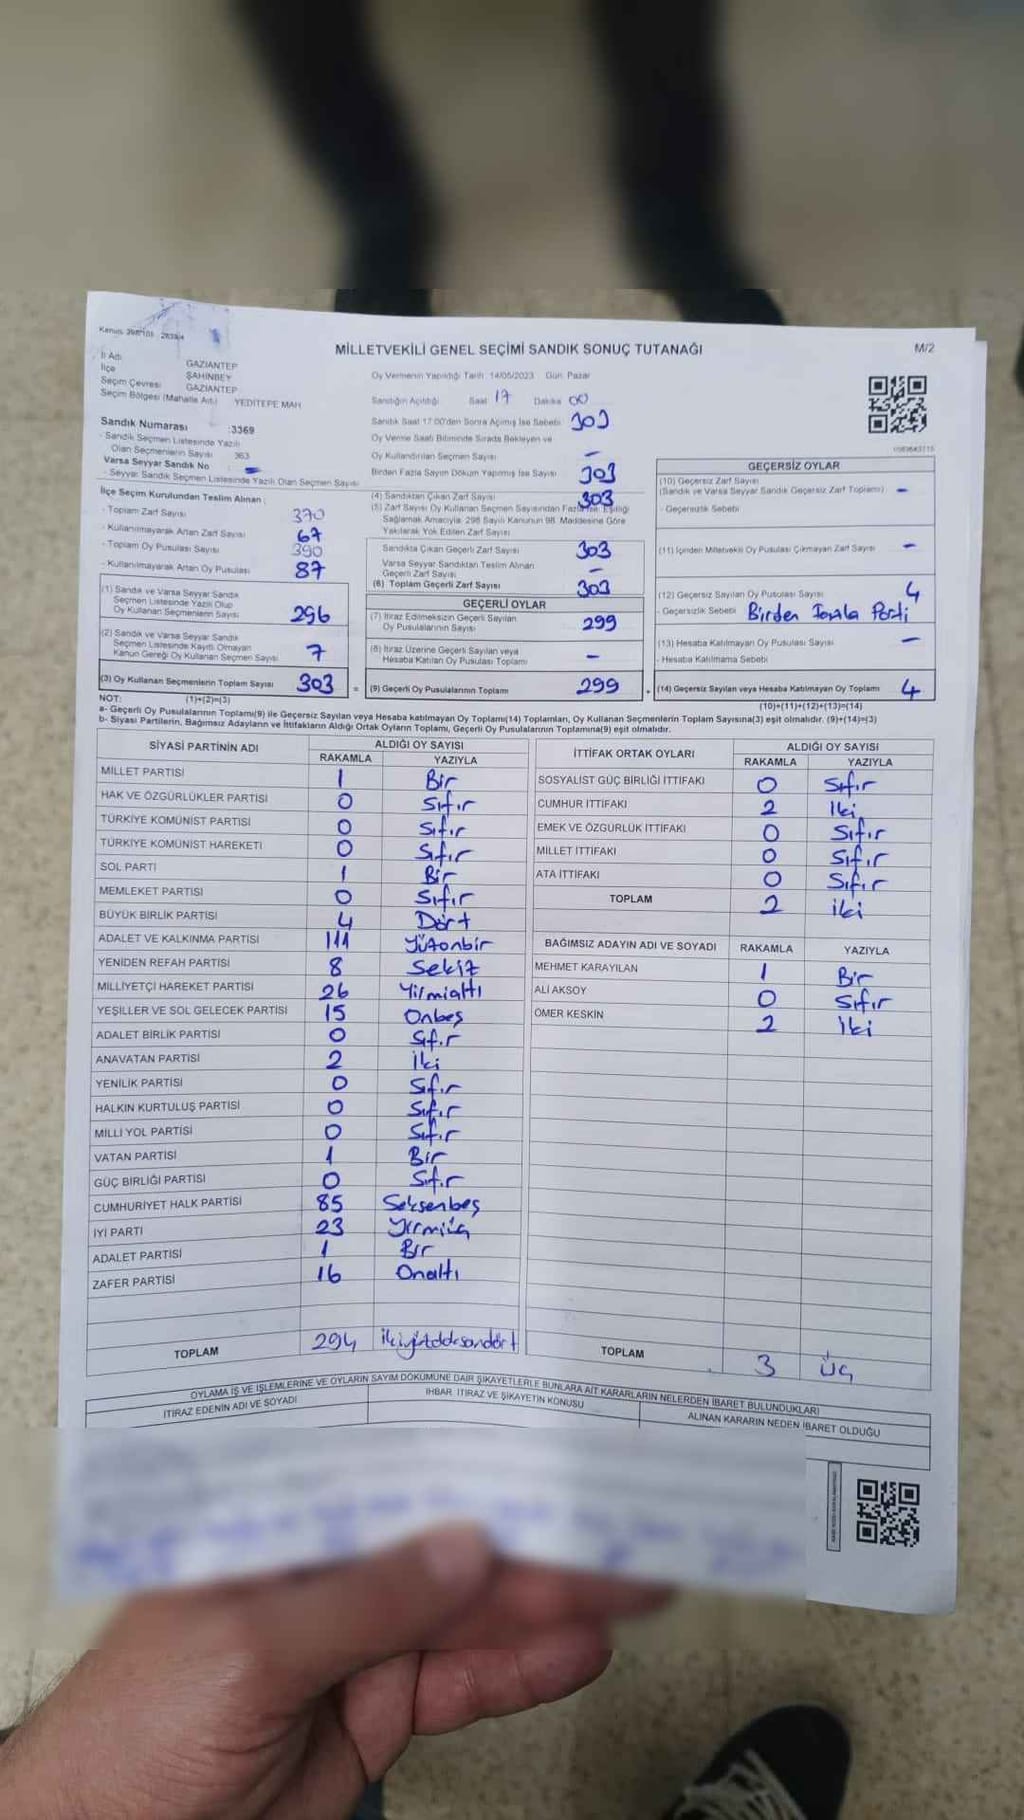 MİLLETVEKİLİ GENEL SEÇİMİ SANDIK SONUÇ TUTANAĞI
M/2
İl Adı GAZİANTEP
İlçe ŞAHİNBEY
Seçim Çevresi GAZİANTEP
Seçim Bölgesi (Mahalle Adı) YEDİTEPE MAH
Oy Vermenin Yapıldığı Tarih 14/05/2023 Gün Pazar
Sandığın Açıldığı Saat 17 Dakika 00
Sandık Saat 17:00'den Sonra Açılmış İse Sebebi 303
Oy Verme Saati Bitiminde Sırada Bekleyen ve
Oy Kullandırılan Seçmen Sayısı –
Birden Fazla Sayım Döküm Yapılmış İse Sayısı 303
Sandık Numarası :3369
- Sandık Seçmen Listesinde Yazılı
Olan Seçmenlerin Sayısı 363
Varsa Seyyar Sandık No –
- Seyyar Sandık Seçmen Listesinde Yazılı Olan Seçmen Sayısı
İlçe Seçim Kurulundan Teslim Alınan
- Toplam Zarf Sayısı 370
- Kullanılmayarak Artan Zarf Sayısı 67
- Toplam Oy Pusulası Sayısı 390
- Kullanılmayarak Artan Oy Pusulası 87
(1) Sandık ve Varsa Seyyar Sandık
Seçmen Listesinde Yazılı Olup
Oy Kullanan Seçmenlerin Sayısı 296
(2) Sandık ve Varsa Seyyar Sandık
Seçmen Listesinde Kayıtlı Olmayan
Kanun Gereği Oy Kullanan Seçmen Sayısı 7
(3) Oy Kullanan Seçmenlerin Toplam Sayısı 303
(1)+(2)=(3)
(4) Sandıktan Çıkan Zarf Sayısı 303
(5) Zarf Sayısı Oy Kullanan Seçmen Sayısından Fazla İse, Eşitliği
Sağlamak Amacıyla, 298 Sayılı Kanunun 98. Maddesine Göre
Yakılarak Yok Edilen Zarf Sayısı
Sandıkta Çıkan Geçerli Zarf Sayısı 303
Varsa Seyyar Sandıktan Teslim Alınan
Geçerli Zarf Sayısı –
(6) Toplam Geçerli Zarf Sayısı 303
GEÇERLİ OYLAR
(7) İtiraz Edilmeksizin Geçerli Sayılan
Oy Pusulalarının Sayısı 299
(8) İtiraz Üzerine Geçerli Sayılan veya
Hesaba Katılan Oy Pusulası Toplamı –
= (9) Geçerli Oy Pusulalarının Toplamı 299
GEÇERSİZ OYLAR
(10) Geçersiz Zarf Sayısı
(Sandık ve Varsa Seyyar Sandık Geçersiz Zarf Toplamı) –
- Geçersizlik Sebebi
(11) İçinden Milletvekili Oy Pusulası Çıkmayan Zarf Sayısı –
(12) Geçersiz Sayılan Oy Pusulası Sayısı 4
- Geçersizlik Sebebi Birden Fazla Parti
(13) Hesaba Katılmayan Oy Pusulası Sayısı –
- Hesaba Katılmama Sebebi
+ (14) Geçersiz Sayılan veya Hesaba Katılmayan Oy Toplamı 4
(10)+(11)+(12)+(13)=(14)
NOT:
a- Geçerli Oy Pusulalarının Toplamı(9) ile Geçersiz Sayılan veya Hesaba katılmayan Oy Toplamı(14) Toplamları, Oy Kullanan Seçmenlerin Toplam Sayısına(3) eşit olmalıdır. (9)+(14)=(3)
b- Siyasi Partilerin, Bağımsız Adayların ve İttifakların Aldığı Ortak Oyların Toplamı, Geçerli Oy Pusulalarının Toplamına(9) eşit olmalıdır.
SİYASİ PARTİNİN ADI ALDIĞI OY SAYISI
RAKAMLA YAZIYLA
MİLLET PARTİSİ 1 Bir
HAK VE ÖZGÜRLÜKLER PARTİSİ 0 Sıfır
TÜRKİYE KOMÜNİST PARTİSİ 0 Sıfır
TÜRKİYE KOMÜNİST HAREKETİ 0 Sıfır
SOL PARTİ 1 Bir
MEMLEKET PARTİSİ 0 Sıfır
BÜYÜK BİRLİK PARTİSİ 4 Dört
ADALET VE KALKINMA PARTİSİ 111 Yüzonbir
YENİDEN REFAH PARTİSİ 8 Sekiz
MİLLİYETÇİ HAREKET PARTİSİ 26 Yirmialtı
YEŞİLLER VE SOL GELECEK PARTİSİ 15 Onbeş
ADALET BİRLİK PARTİSİ 0 Sıfır
ANAVATAN PARTİSİ 2 İki
YENİLİK PARTİSİ 0 Sıfır
HALKIN KURTULUŞ PARTİSİ 0 Sıfır
MİLLİ YOL PARTİSİ 0 Sıfır
VATAN PARTİSİ 1 Bir
GÜÇ BİRLİĞİ PARTİSİ 0 Sıfır
CUMHURİYET HALK PARTİSİ 85 Seksenbeş
İYİ PARTİ 23 Yirmiüç
ADALET PARTİSİ 1 Bir
ZAFER PARTİSİ 16 Onaltı
TOPLAM 294
İTTİFAK ORTAK OYLARI ALDIĞI OY SAYISI
RAKAMLA YAZIYLA
SOSYALİST GÜÇ BİRLİĞİ İTTİFAKI 0 Sıfır
CUMHUR İTTİFAKI 2 İki
EMEK VE ÖZGÜRLÜK İTTİFAKI 0 Sıfır
MİLLET İTTİFAKI 0 Sıfır
ATA İTTİFAKI 0 Sıfır
TOPLAM 2 iki
BAĞIMSIZ ADAYIN ADI VE SOYADI RAKAMLA YAZIYLA
MEHMET KARAYILAN 1 Bir
ALİ AKSOY 0 Sıfır
ÖMER KESKİN 2 İki
TOPLAM 3 Üç
OYLAMA İŞ VE İŞLEMLERİNE VE OYLARIN SAYIM DÖKÜMÜNE DAİR ŞİKAYETLERLE BUNLARA AİT KARARLARIN NELERDEN İBARET BULUNDUKLARI
İTİRAZ EDENİN ADI VE SOYADI
İHBAR, İTİRAZ VE ŞİKAYETİN KONUSU
ALINAN KARARIN NEDEN İBARET OLDUĞU